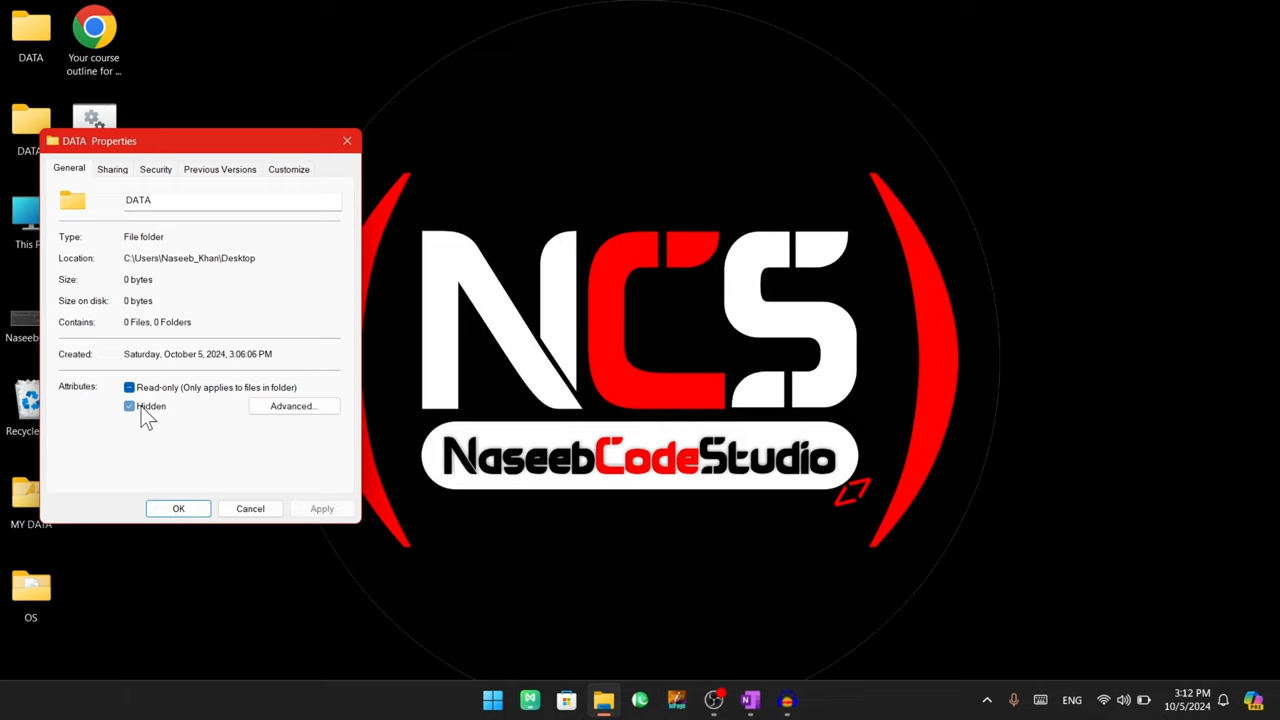 DATA
Your course
outline for ...
DATA
DATA  Properties
General
Sharing
Security
Previous Versions
Customize
DATA
Type:
File folder
Location:
C:\Users\Naseeb_Khan\Desktop
Size:
0 bytes
Size on disk:
0 bytes
Contains:
0 Files, 0 Folders
Created:
Saturday, October 5, 2024, 3:06:06 PM
Attributes:
Read-only (Only applies to files in folder)
Hidden
Advanced...
OK
Cancel
Apply
This P
Naseeb
Recycle
MY DATA
OS
NCS
NaseebCodeStudio
ENG
3:12 PM
10/5/2024